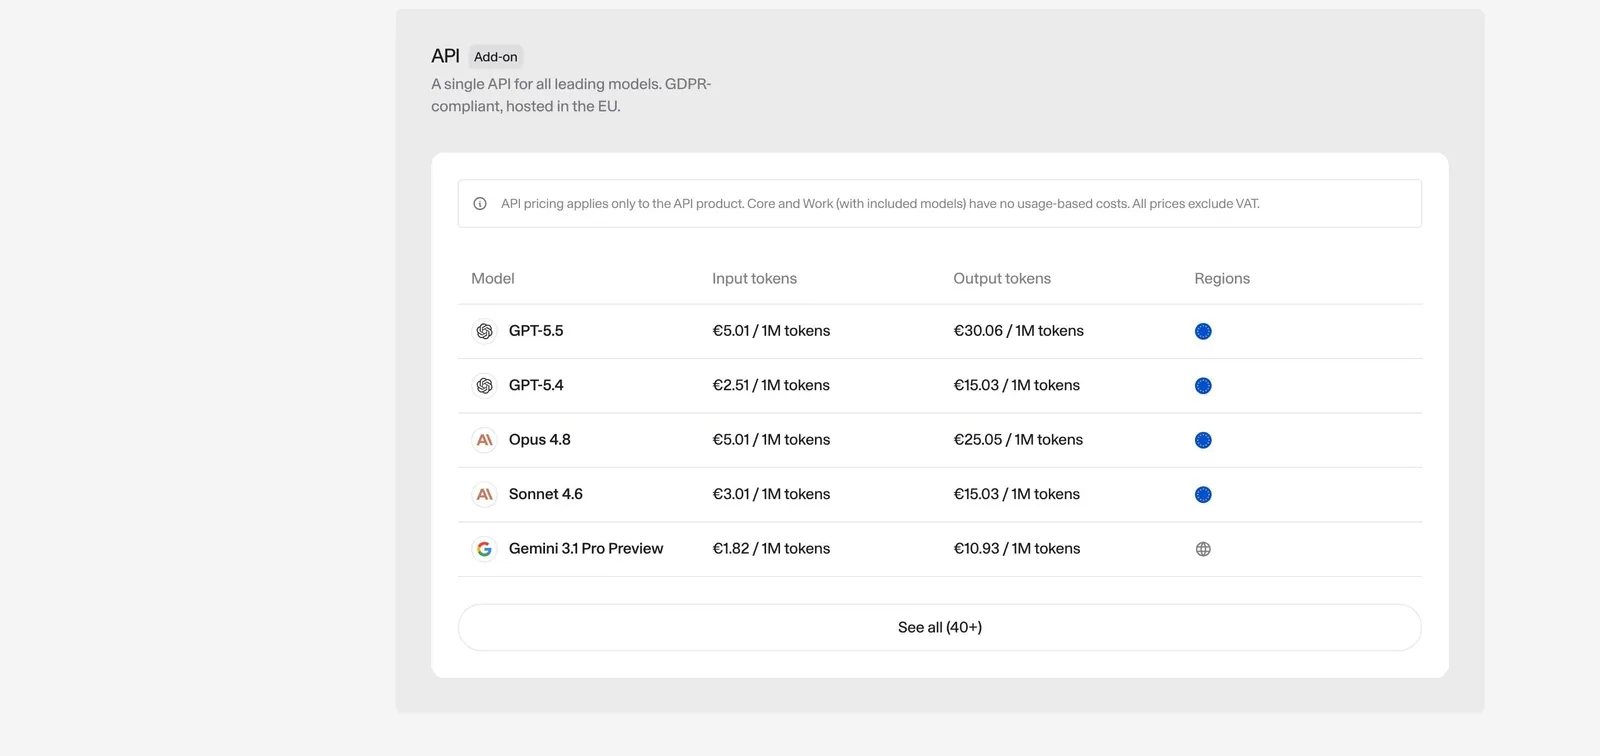 API Add-on
A single API for all leading models. GDPR-
compliant, hosted in the EU.
API pricing applies only to the API product. Core and Work (with included models) have no usage-based costs. All prices exclude VAT.
Model Input tokens Output tokens Regions
GPT-5.5 €5.01 / 1M tokens €30.06 / 1M tokens
GPT-5.4 €2.51 / 1M tokens €15.03 / 1M tokens
Opus 4.8 €5.01 / 1M tokens €25.05 / 1M tokens
Sonnet 4.6 €3.01 / 1M tokens €15.03 / 1M tokens
Gemini 3.1 Pro Preview €1.82 / 1M tokens €10.93 / 1M tokens
See all (40+)